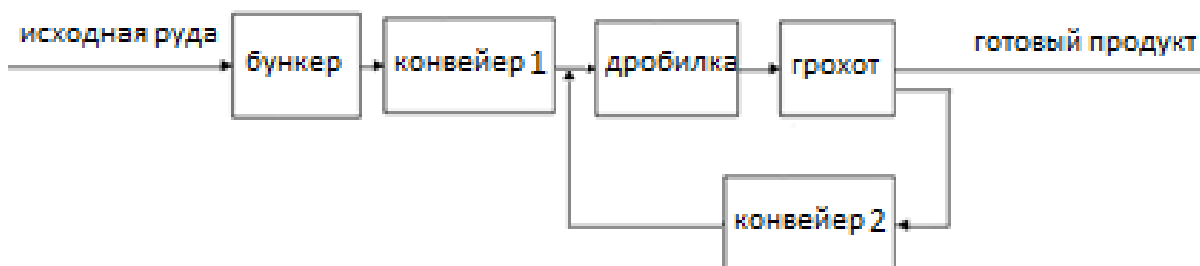 исходная руда
бункер
конвейер 1
дробилка
грохот
готовый продукт
конвейер 2